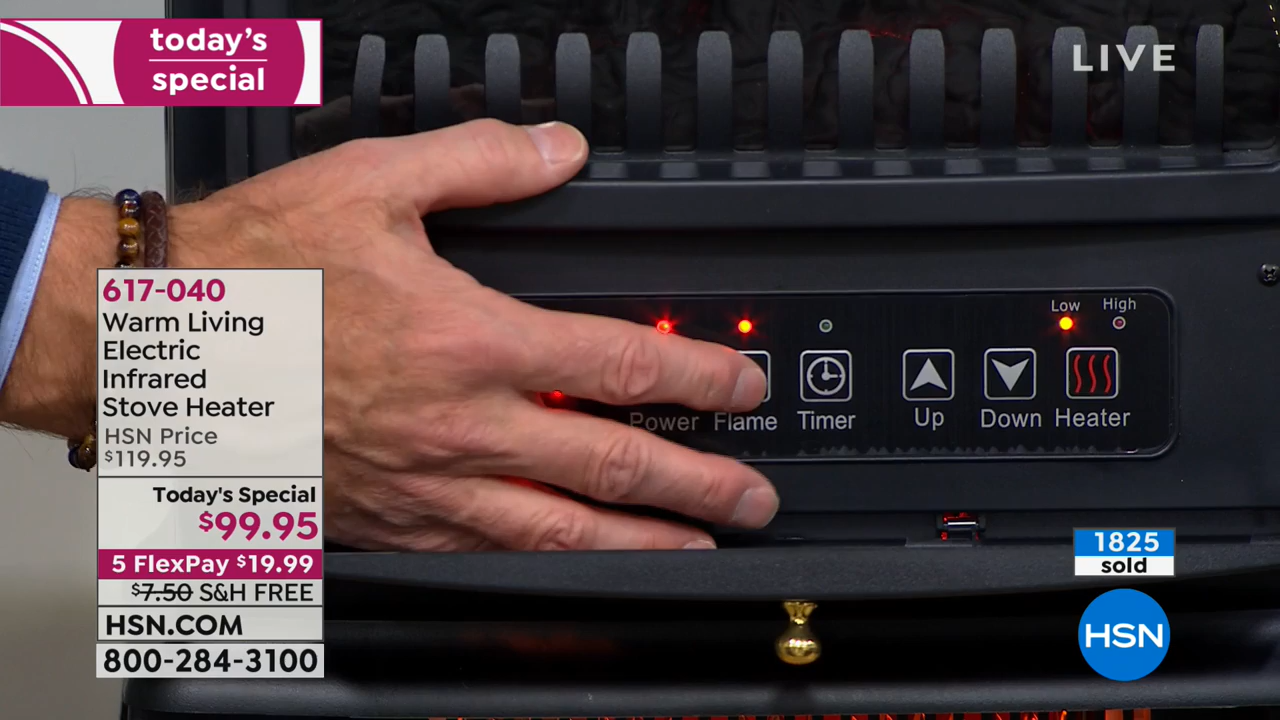 today's
special
LIVE
617-040
Warm Living
Electric
Infrared
Stove Heater
HSN Price
$119.95
Today's Special
$99.95
5 FlexPay $19.99
$7.50 S&H FREE
HSN.COM
800-284-3100
Low High
Power Flame Timer Up Down Heater
1825
sold
HSN